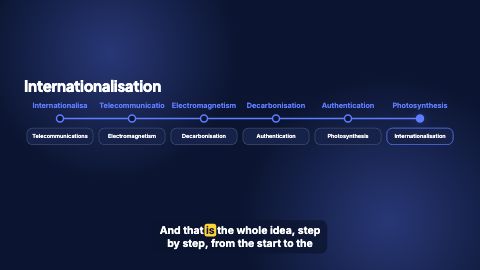 Internationalisation
Internationalisa Telecommunicatio Electromagnetism Decarbonisation Authentication Photosynthesis
Telecommunications Electromagnetism Decarbonisation Authentication Photosynthesis Internationalisation
And that is the whole idea, step
by step, from the start to the